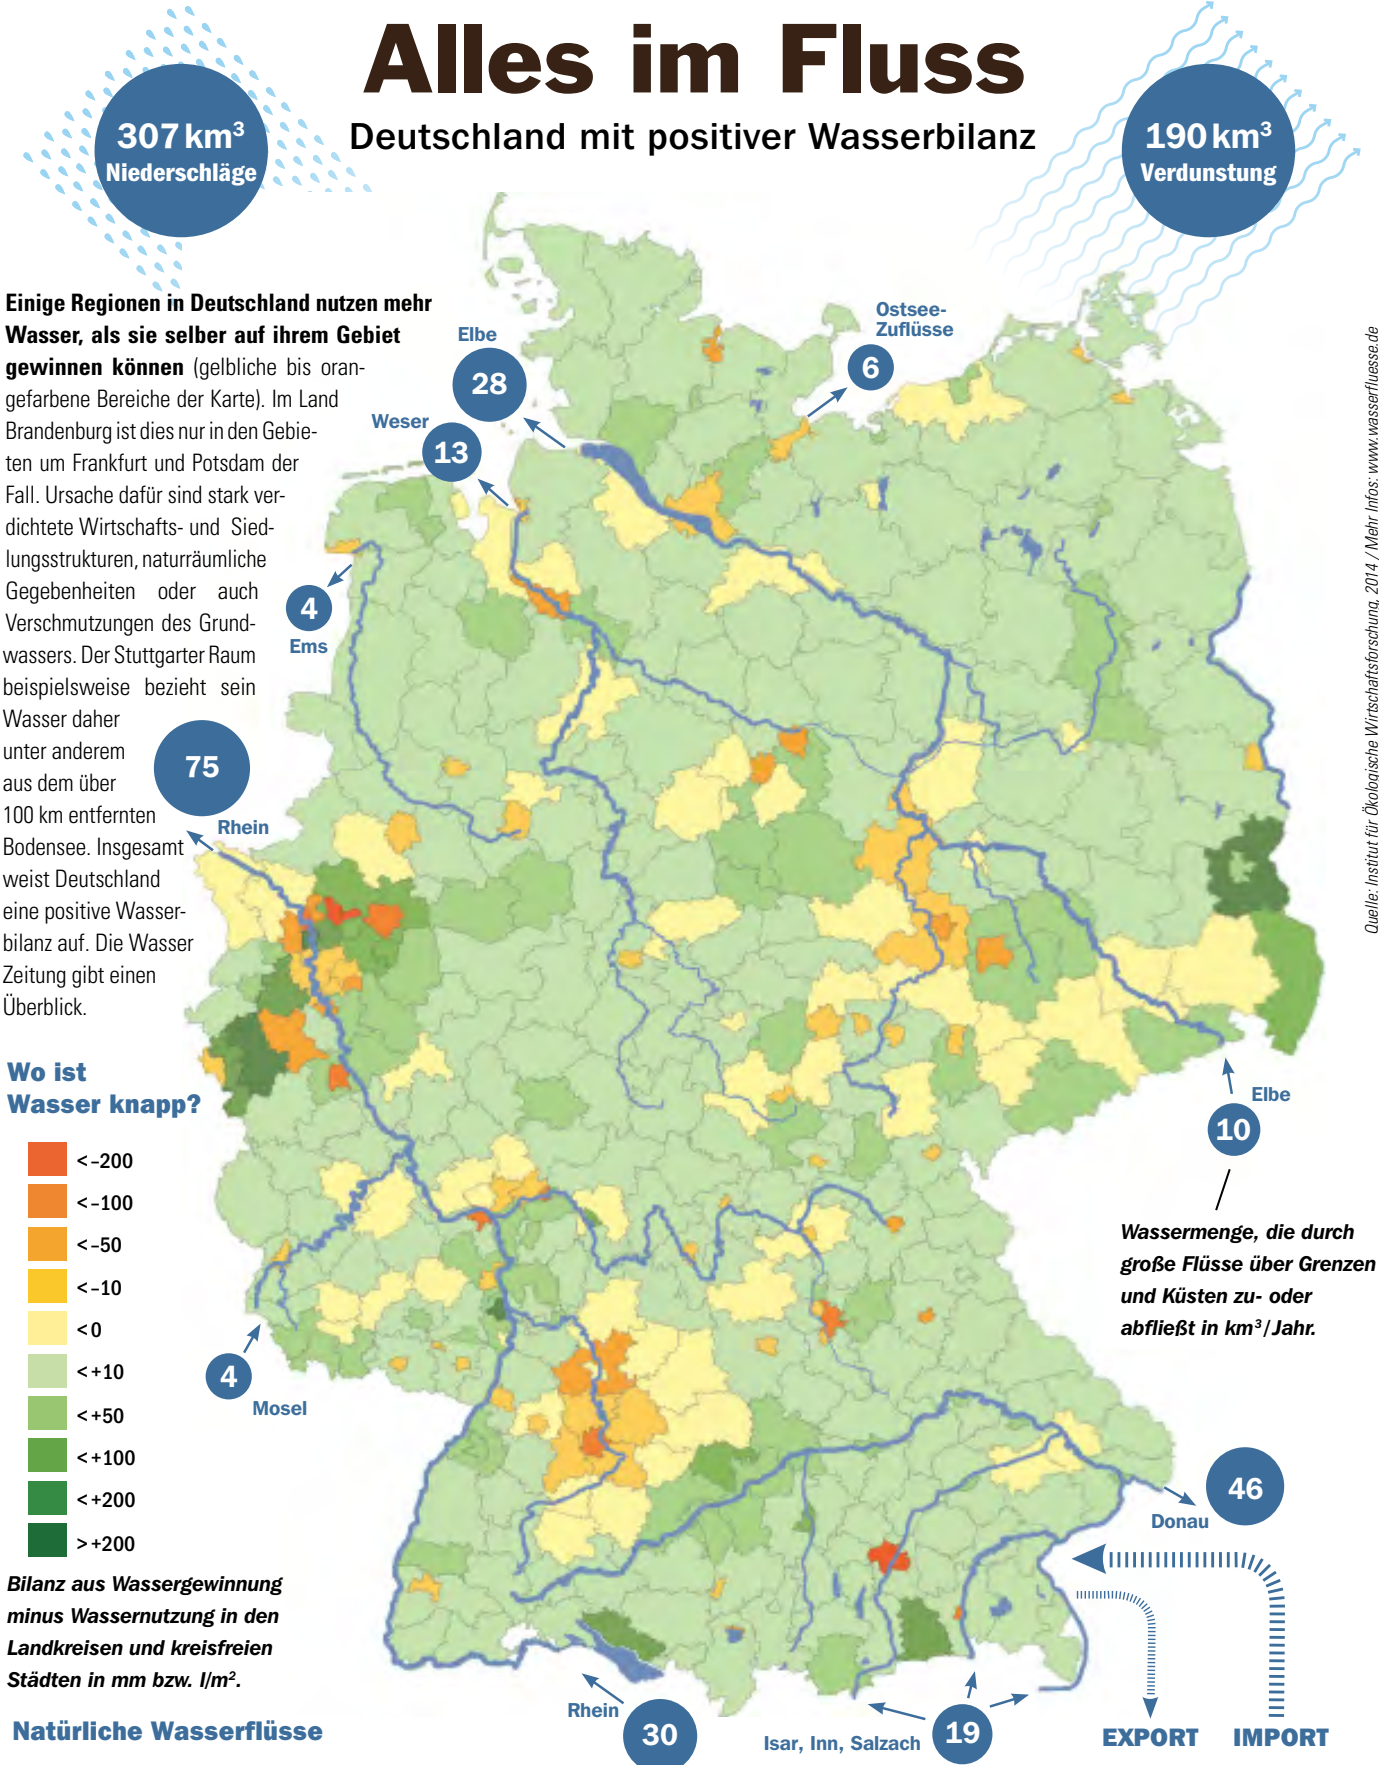 Alles im Fluss
Deutschland mit positiver Wasserbilanz
307 km³
Niederschläge
190 km³
Verdunstung
Einige Regionen in Deutschland nutzen mehr
Wasser, als sie selber auf ihrem Gebiet
gewinnen können (gelbliche bis oran-
gefarbene Bereiche der Karte). Im Land
Brandenburg ist dies nur in den Gebie-
ten um Frankfurt und Potsdam der
Fall. Ursache dafür sind stark ver-
dichtete Wirtschafts- und Sied-
lungsstrukturen, naturräumliche
Gegebenheiten oder auch
Verschmutzungen des Grund-
wassers. Der Stuttgarter Raum
beispielsweise bezieht sein
Wasser daher
unter anderem
aus dem über
100 km entfernten
Bodensee. Insgesamt
weist Deutschland
eine positive Wasser-
bilanz auf. Die Wasser
Zeitung gibt einen
Überblick.
Elbe
28
Weser
13
Ostsee-
Zuflüsse
6
4
Ems
75
Rhein
Quelle: Institut für Ökologische Wirtschaftsforschung, 2014 / Mehr Infos: www.wasserfluesse.de
Wo ist
Wasser knapp?
< –200
< –100
< –50
< –10
< 0
< +10
< +50
< +100
< +200
> +200
Bilanz aus Wassergewinnung
minus Wassernutzung in den
Landkreisen und kreisfreien
Städten in mm bzw. l/m².
Natürliche Wasserflüsse
Elbe
10
Wassermenge, die durch
große Flüsse über Grenzen
und Küsten zu- oder
abfließt in km³/Jahr.
4
Mosel
46
Donau
Rhein
30
Isar, Inn, Salzach
19
EXPORT
IMPORT